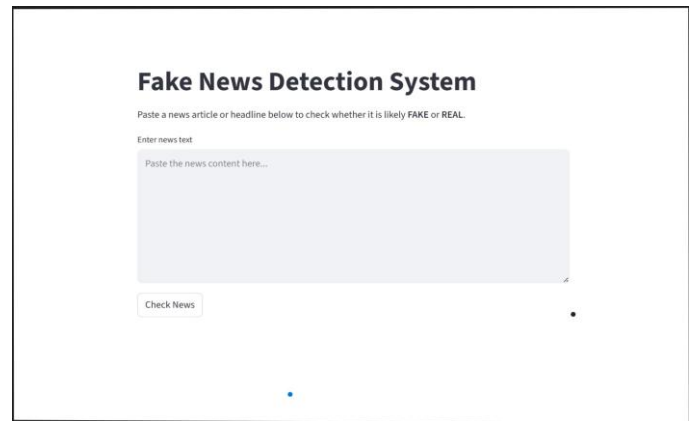 Fake News Detection System
Paste a news article or headline below to check whether it is likely FAKE or REAL.
Enter news text
Paste the news content here...
Check News